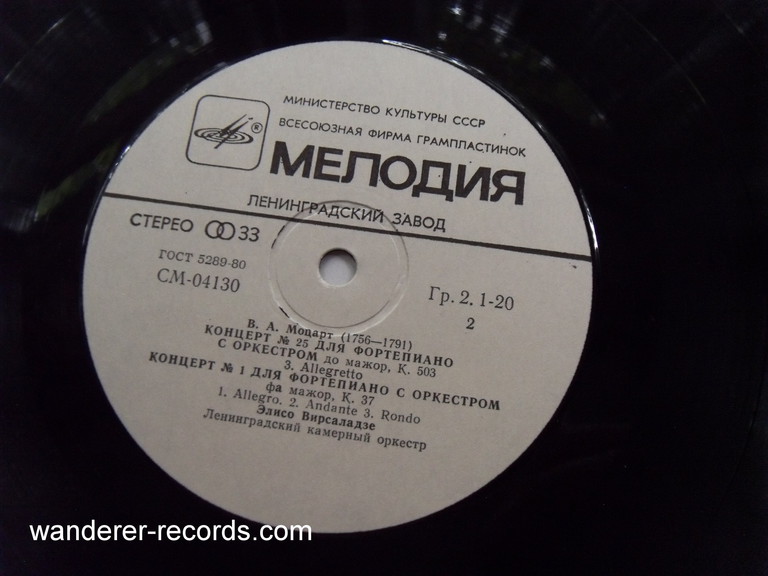 МИНИСТЕРСТВО КУЛЬТУРЫ СССР
ВСЕСОЮЗНАЯ ФИРМА ГРАМПЛАСТИНОК
®
МЕЛОДИЯ
ЛЕНИНГРАДСКИЙ ЗАВОД
СТЕРЕО 33
ГОСТ 5289-80
СМ-04130
Гр. 2. 1-20
2
В. А. Моцарт (1756—1791)
КОНЦЕРТ № 25 ДЛЯ ФОРТЕПИАНО
С ОРКЕСТРОМ до мажор, К. 503
3. Allegretto
КОНЦЕРТ № 1 ДЛЯ ФОРТЕПИАНО С ОРКЕСТРОМ
фа мажор, К. 37
1. Allegro. 2. Andante 3. Rondo
Элисо Вирсаладзе
Ленинградский камерный оркестр
wanderer-records.com